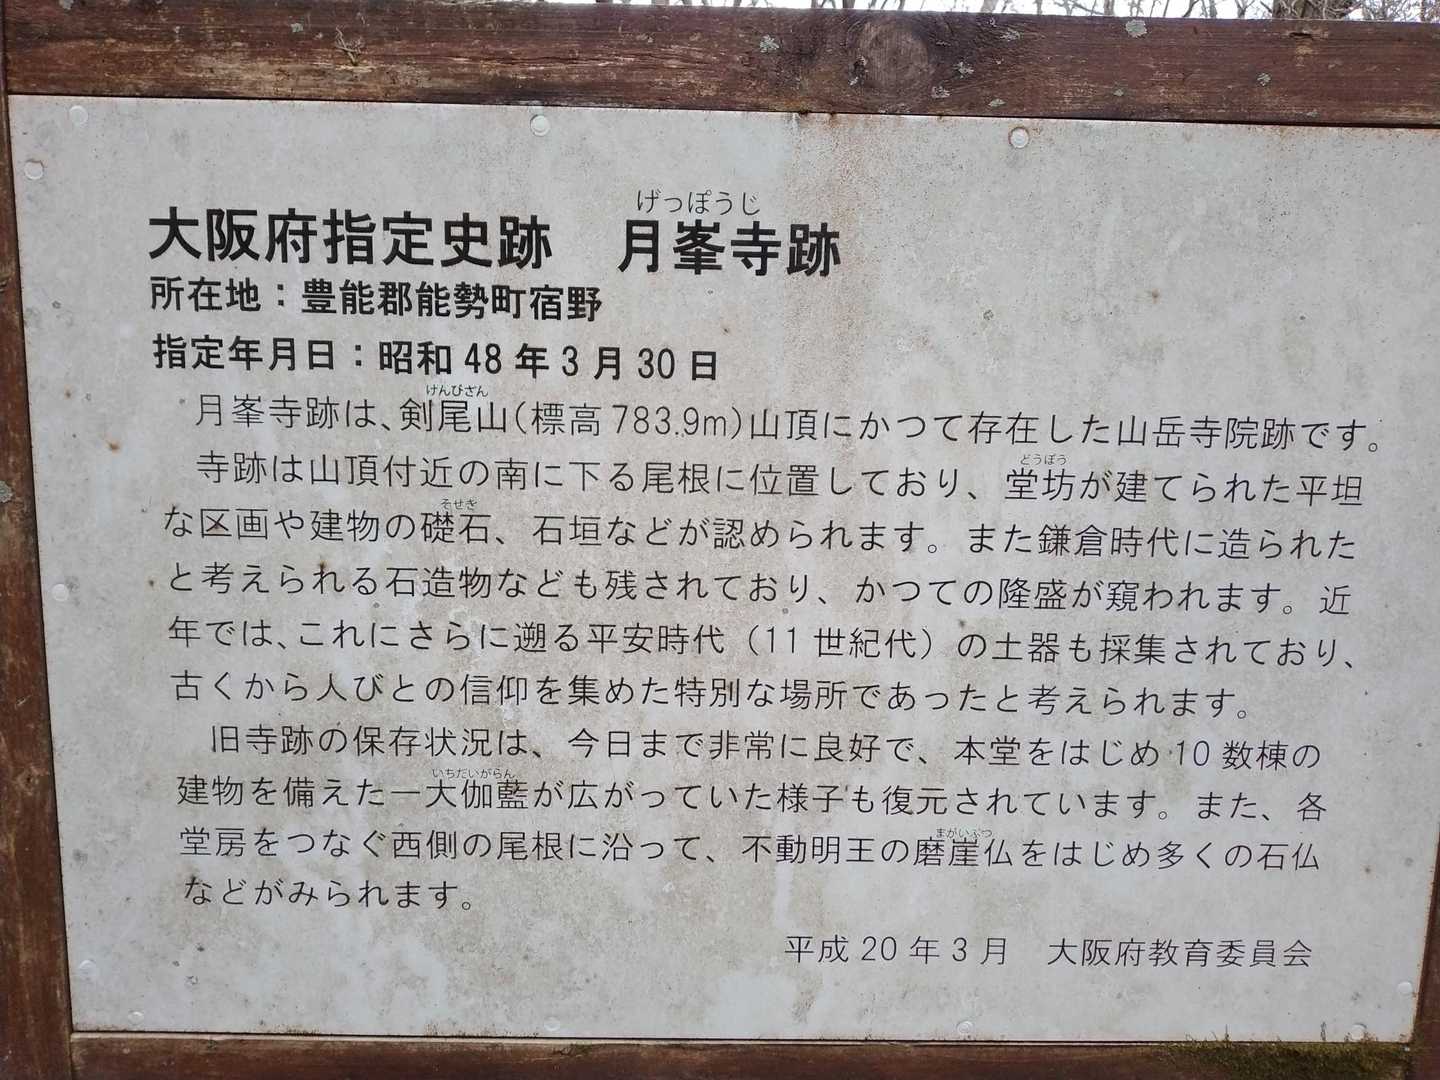 げっぽうじ
大阪府指定史跡　月峯寺跡
所在地：豊能郡能勢町宿野
指定年月日：昭和 48 年 3 月 30 日
けんびざん
月峯寺跡は、剣尾山(標高 783.9m)山頂にかつて存在した山岳寺院跡です。
どうぼう
寺跡は山頂付近の南に下る尾根に位置しており、堂坊が建てられた平坦
そせき
な区画や建物の礎石、石垣などが認められます。また鎌倉時代に造られた
と考えられる石造物なども残されており、かつての隆盛が窺われます。近
年では、これにさらに遡る平安時代（11 世紀代）の土器も採集されており、
古くから人びとの信仰を集めた特別な場所であったと考えられます。
旧寺跡の保存状況は、今日まで非常に良好で、本堂をはじめ 10 数棟の
いちだいがらん
建物を備えた一大伽藍が広がっていた様子も復元されています。また、各
まがいぶつ
堂房をつなぐ西側の尾根に沿って、不動明王の磨崖仏をはじめ多くの石仏
などがみられます。
平成 20 年 3 月　大阪府教育委員会